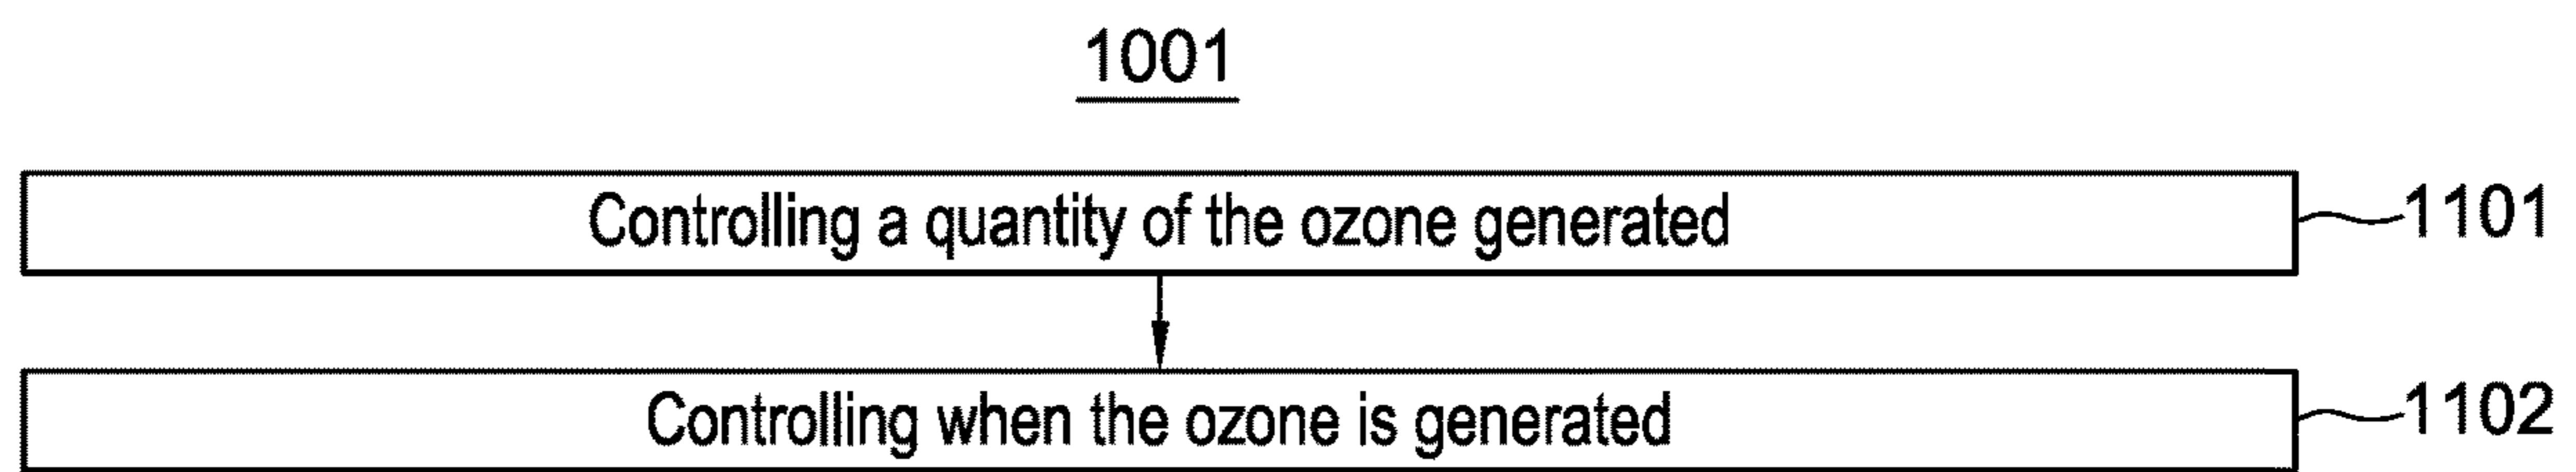 1001
Controlling a quantity of the ozone generated 1101
Controlling when the ozone is generated 1102